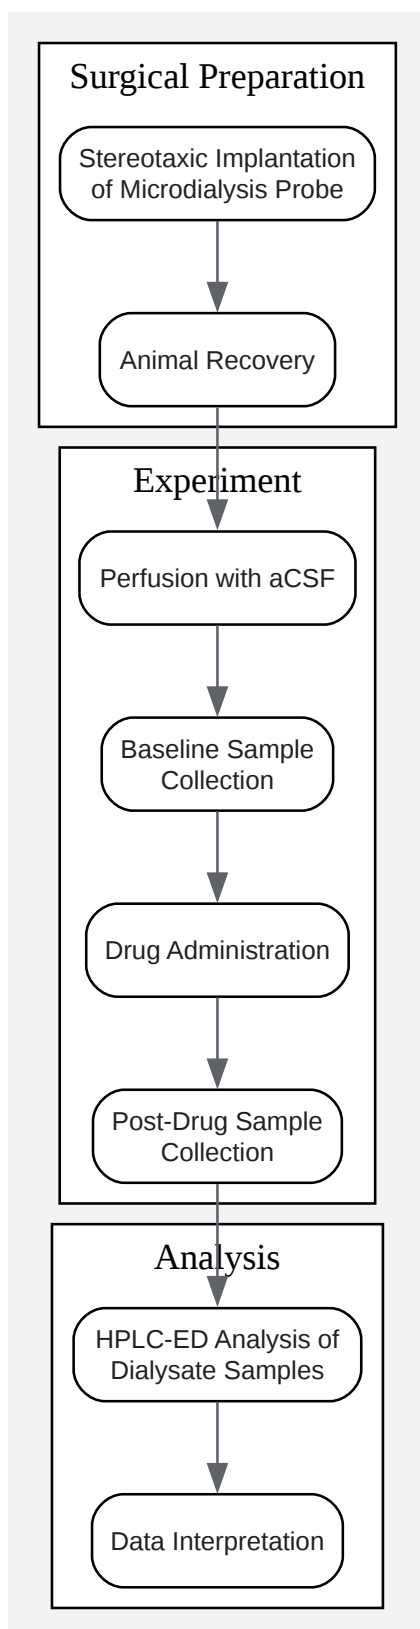 Surgical Preparation
Stereotaxic Implantation
of Microdialysis Probe
Animal Recovery
Experiment
Perfusion with aCSF
Baseline Sample
Collection
Drug Administration
Post-Drug Sample
Collection
Analysis
HPLC-ED Analysis of
Dialysate Samples
Data Interpretation